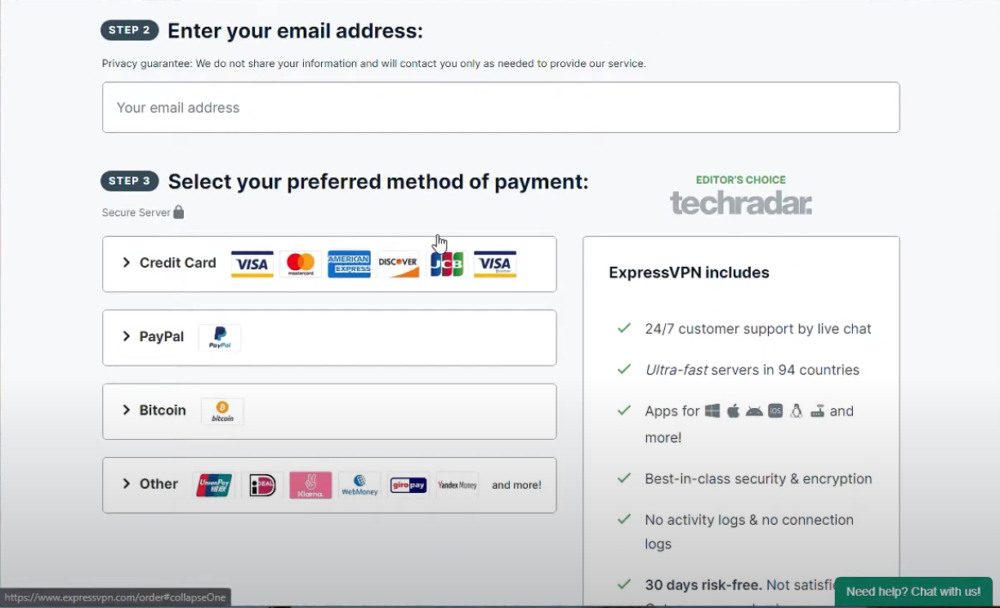 STEP 2 Enter your email address:
Privacy guarantee: We do not share your information and will contact you only as needed to provide our service.
Your email address
STEP 3 Select your preferred method of payment:
Secure Server
Credit Card VISA mastercard. AMERICAN EXPRESS DISCOVER JCB VISA
PayPal PayPal
Bitcoin bitcoin
Other UnionPay 银联 iDEAL Klarna. WebMoney giropay Yandex Money and more!
EDITOR'S CHOICE
techradar.
ExpressVPN includes
24/7 customer support by live chat
Ultra-fast servers in 94 countries
Apps for iOS and
more!
Best-in-class security & encryption
No activity logs & no connection
logs
30 days risk-free. Not satisfie
Need help? Chat with us!
https://www.expressvpn.com/order#collapseOne